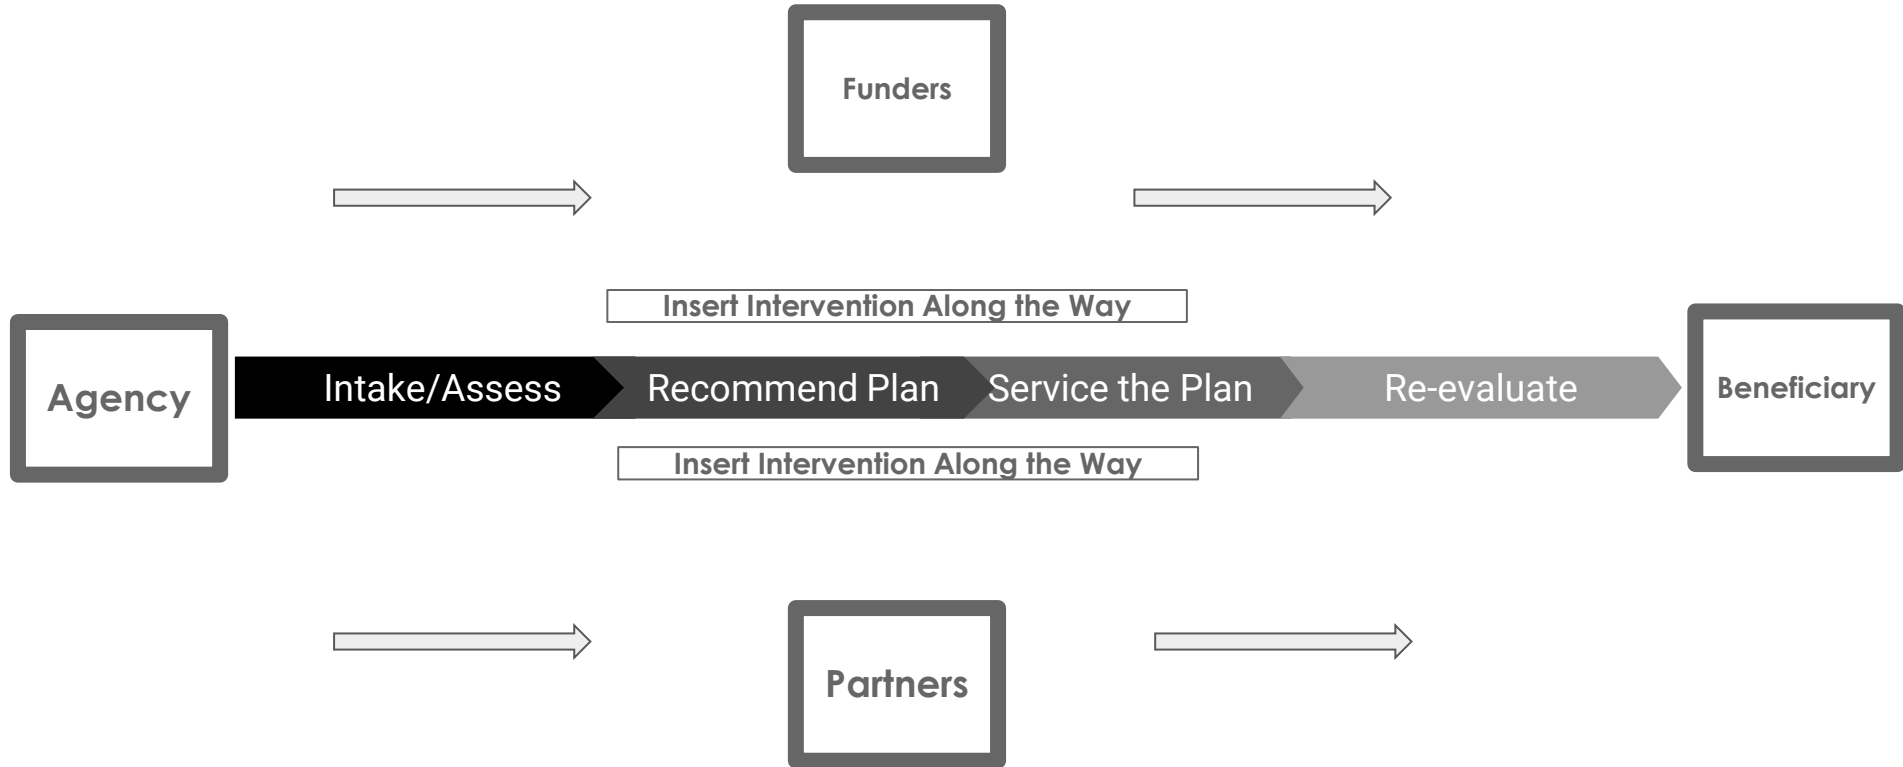 Funders
Insert Intervention Along the Way
Agency
Intake/Assess
Recommend Plan
Service the Plan
Re-evaluate
Beneficiary
Insert Intervention Along the Way
Partners